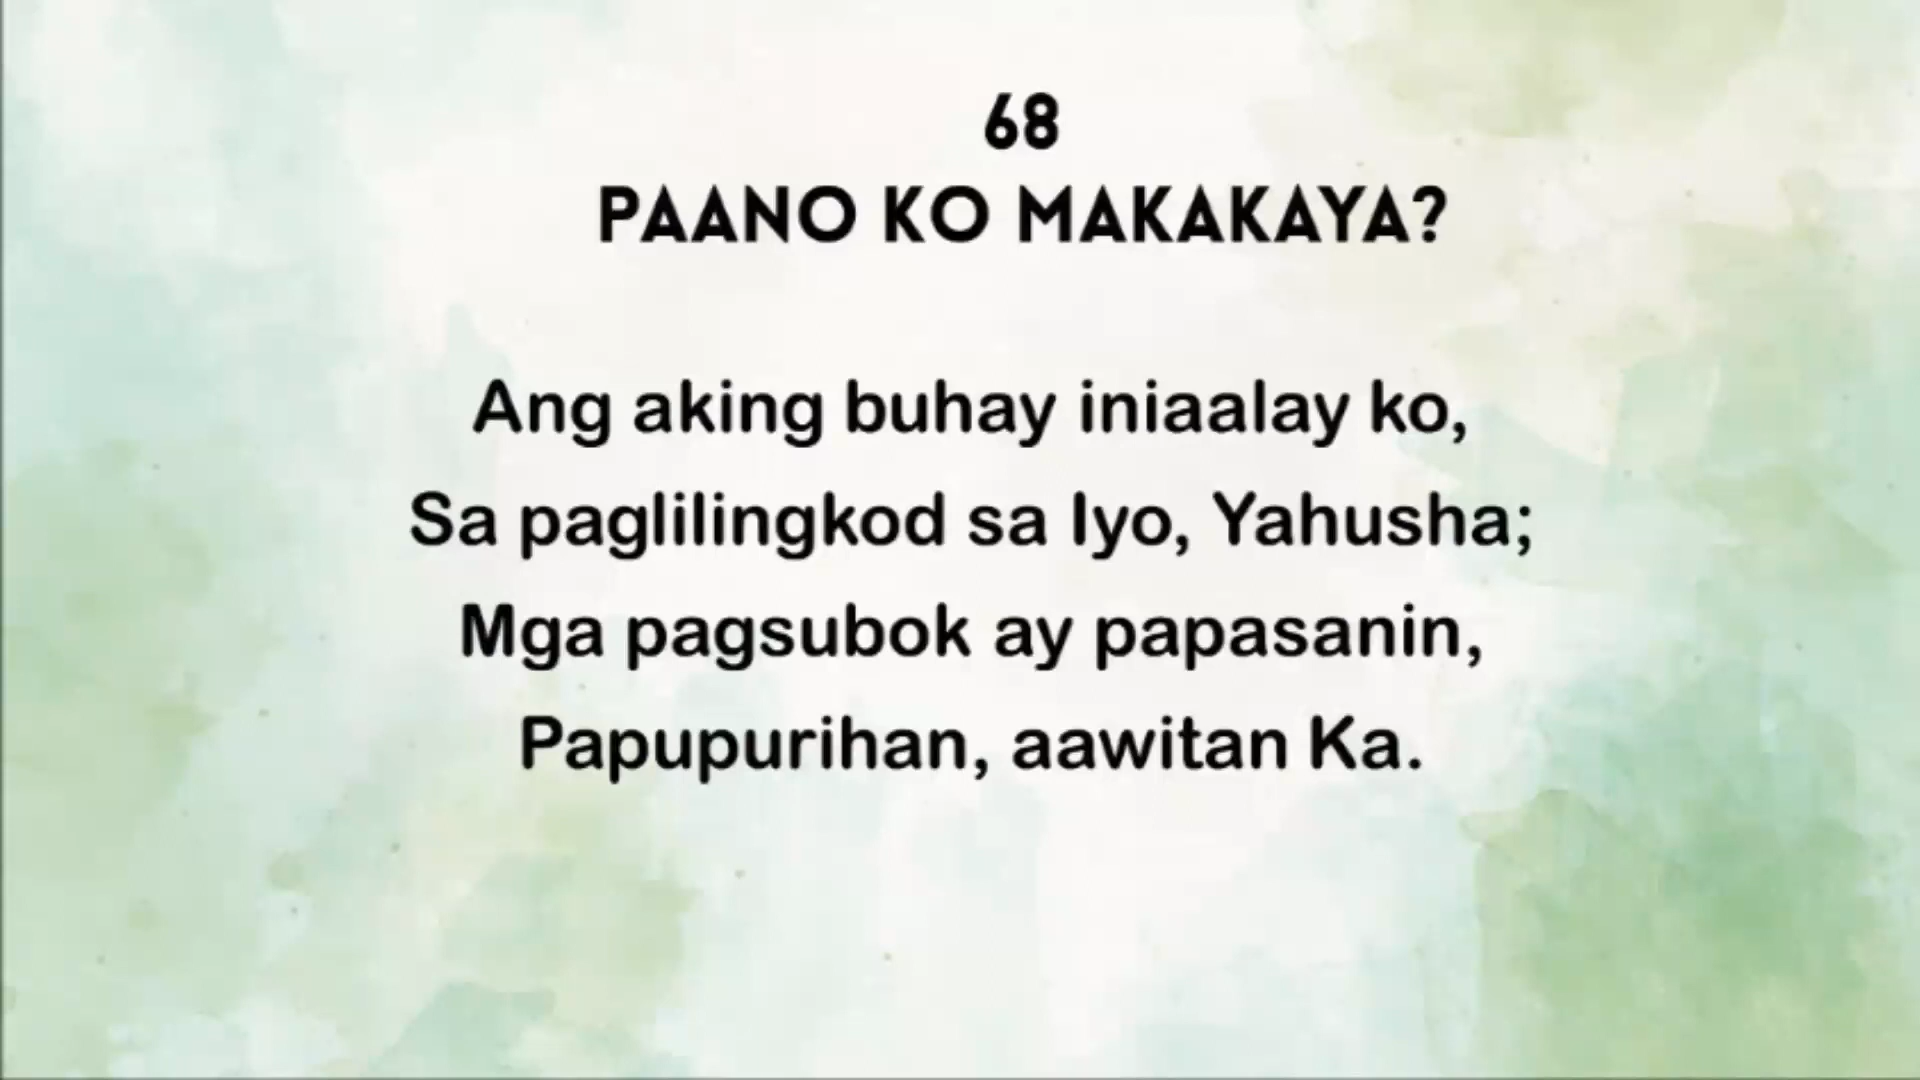 68
PAANO KO MAKAKAYA?
Ang aking buhay iniaalay ko,
Sa paglilingkod sa Iyo, Yahusha;
Mga pagsubok ay papasanin,
Papupurihan, aawitan Ka.